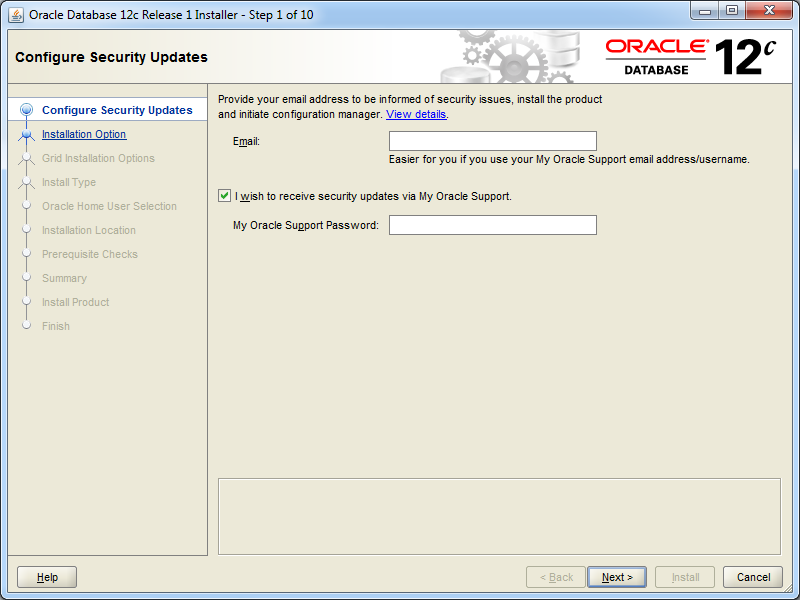 Oracle Database 12c Release 1 Installer - Step 1 of 10
Configure Security Updates
ORACLE®
DATABASE
12c
Configure Security Updates
Installation Option
Grid Installation Options
Install Type
Oracle Home User Selection
Installation Location
Prerequisite Checks
Summary
Install Product
Finish
Provide your email address to be informed of security issues, install the product
and initiate configuration manager. View details.
Email:
Easier for you if you use your My Oracle Support email address/username.
I wish to receive security updates via My Oracle Support.
My Oracle Support Password:
Help
< Back
Next >
Install
Cancel